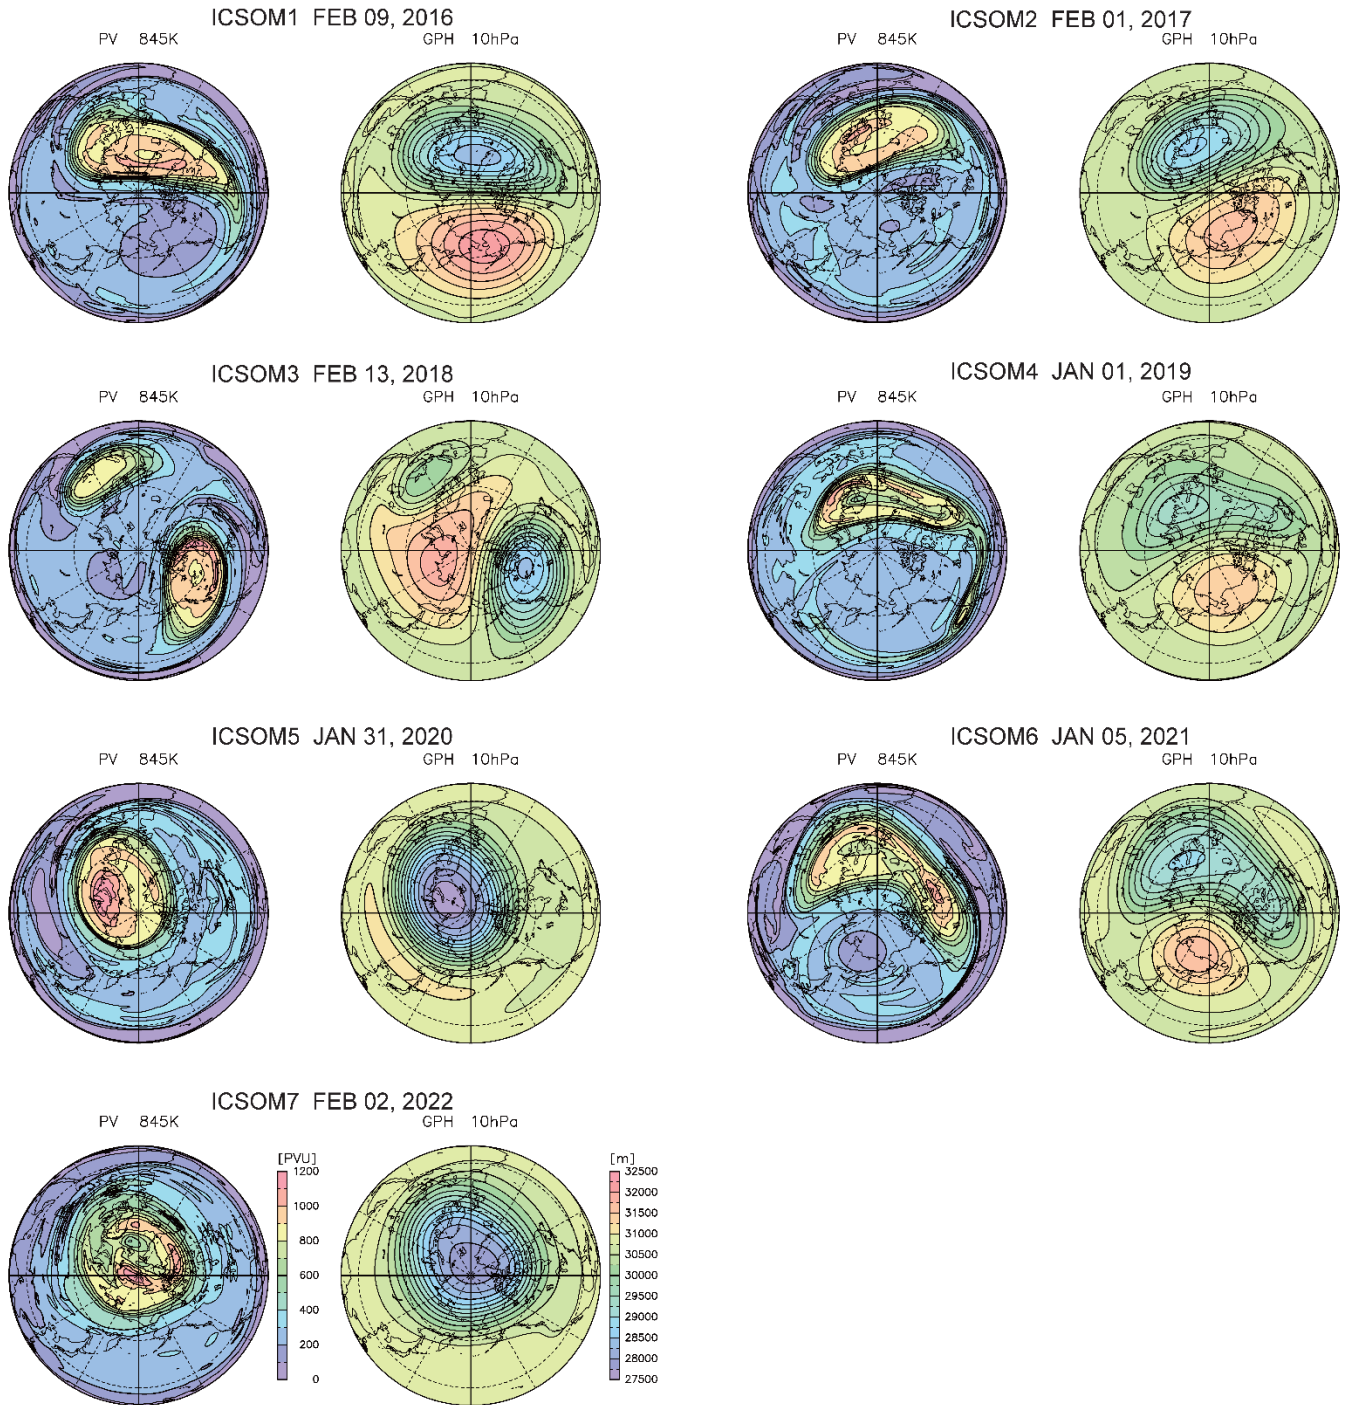 ICSOM1 FEB 09, 2016
PV 845K
GPH 10hPa
ICSOM2 FEB 01, 2017
PV 845K
GPH 10hPa
ICSOM3 FEB 13, 2018
PV 845K
GPH 10hPa
ICSOM4 JAN 01, 2019
PV 845K
GPH 10hPa
ICSOM5 JAN 31, 2020
PV 845K
GPH 10hPa
ICSOM6 JAN 05, 2021
PV 845K
GPH 10hPa
ICSOM7 FEB 02, 2022
PV 845K
GPH 10hPa
[PVU]
1200
1000
800
600
400
200
0
[m]
32500
32000
31500
31000
30500
30000
29500
29000
28500
28000
27500